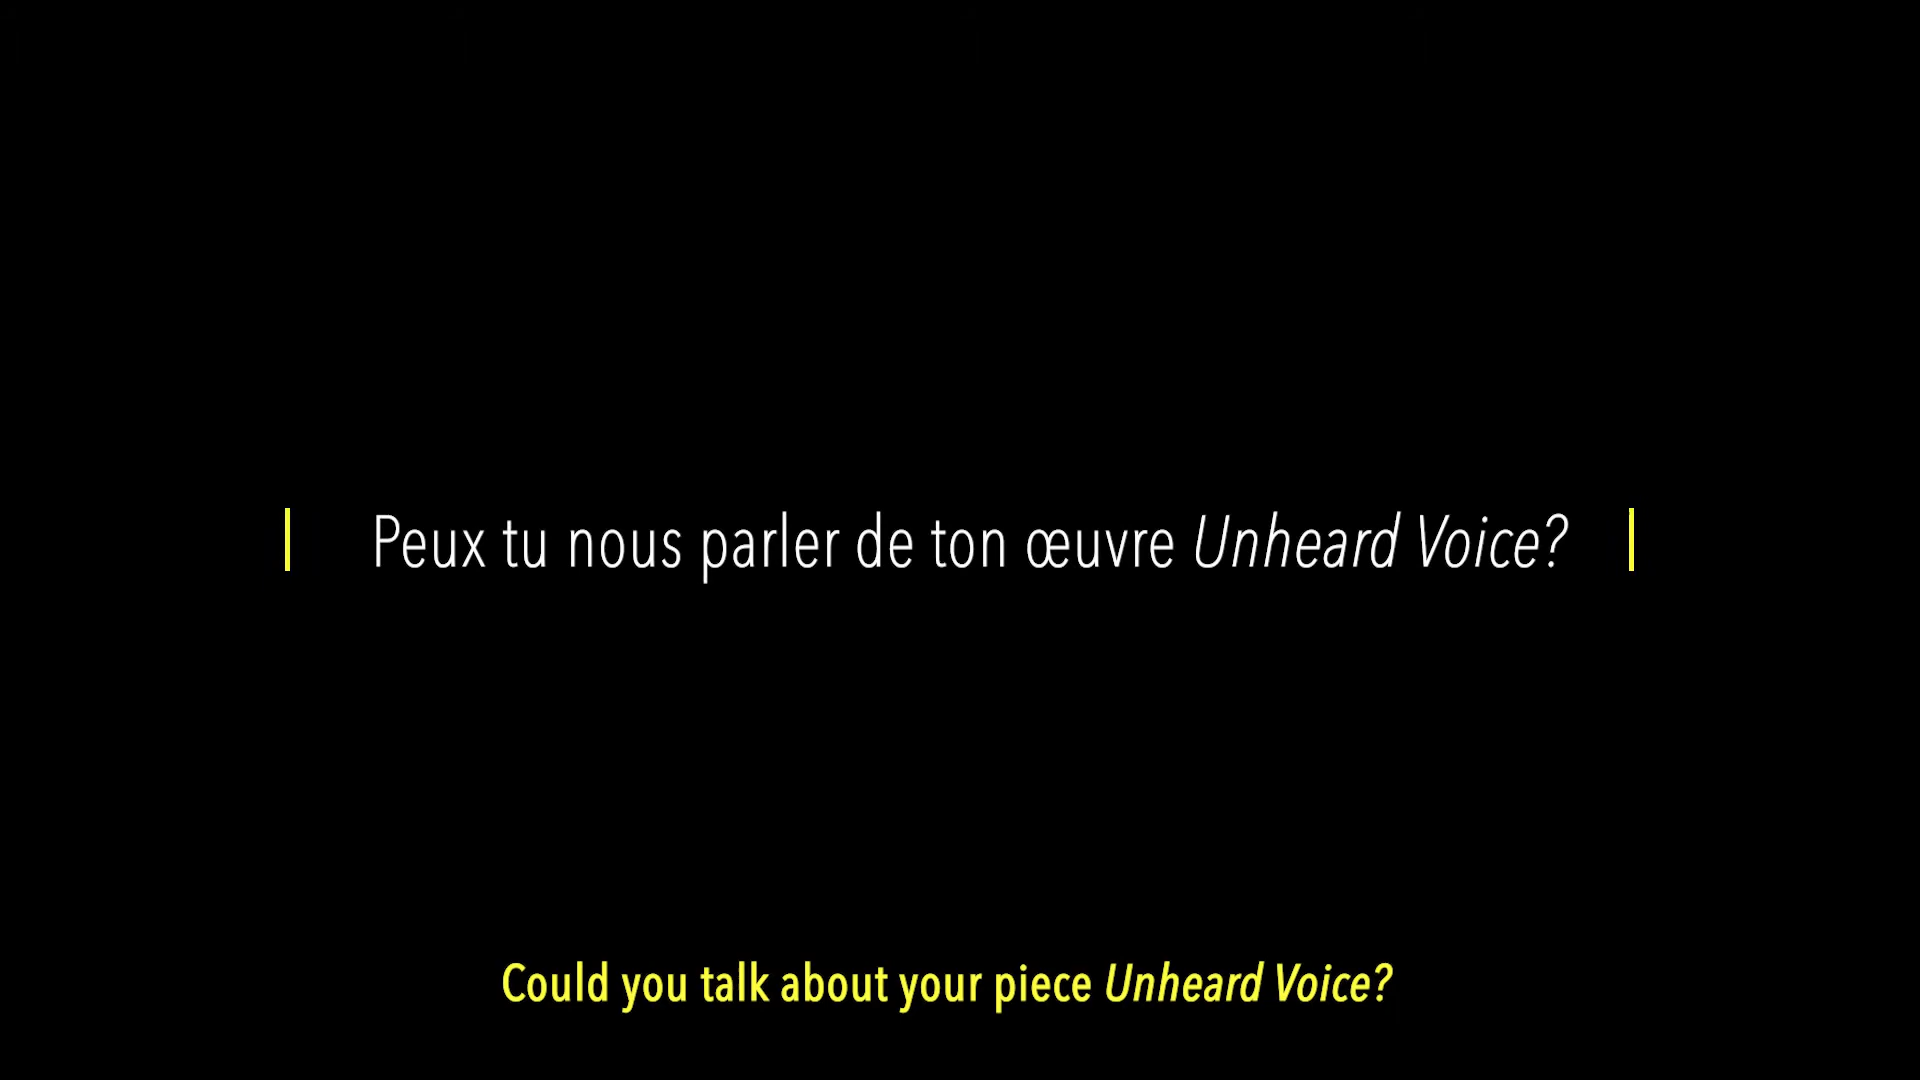 Peux tu nous parler de ton œuvre Unheard Voice?
Could you talk about your piece Unheard Voice?